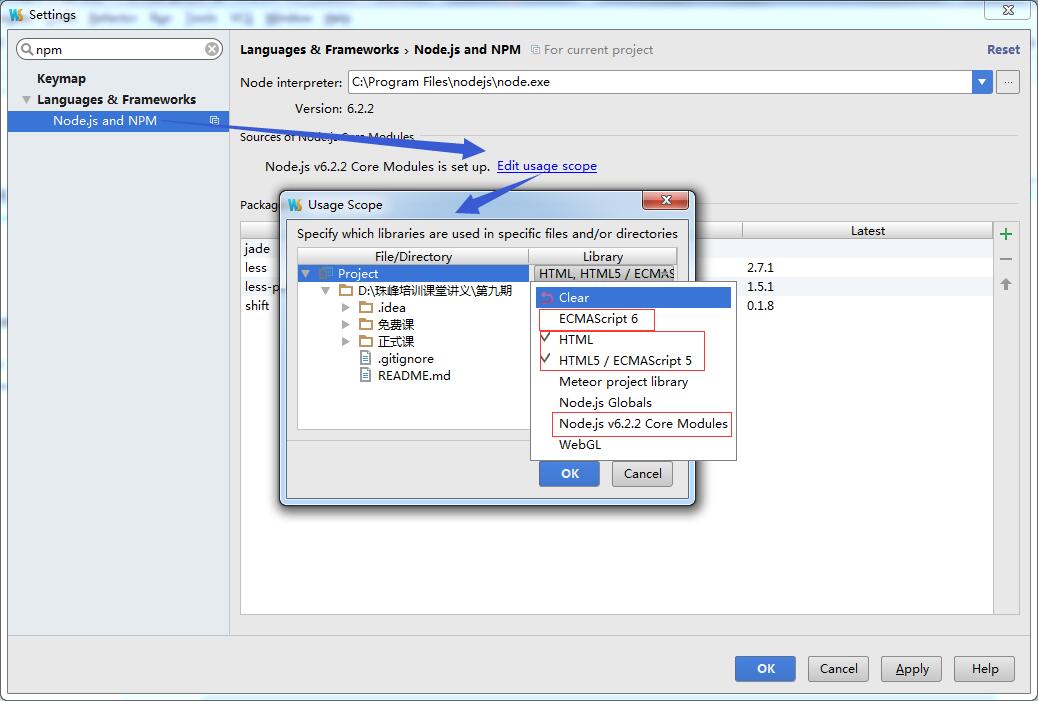 Settings
Refactor Run Tools VCS Window Help
npm
Keymap
Languages & Frameworks
Node.js and NPM
Languages & Frameworks › Node.js and NPM For current project Reset
Node interpreter: C:\Program Files\nodejs\node.exe ...
Version: 6.2.2
Sources of Node.js Core Modules
Node.js v6.2.2 Core Modules is set up. Edit usage scope
Packag
Latest
jade
less 2.7.1
less-p 1.5.1
shift 0.1.8
Usage Scope
Specify which libraries are used in specific files and/or directories
File/Directory Library
Project HTML, HTML5 / ECMAS
D:\珠峰培训课堂讲义\第九期
.idea
免费课
正式课
.gitignore
README.md
Clear
ECMAScript 6
HTML
HTML5 / ECMAScript 5
Meteor project library
Node.js Globals
Node.js v6.2.2 Core Modules
WebGL
OK Cancel
OK Cancel Apply Help